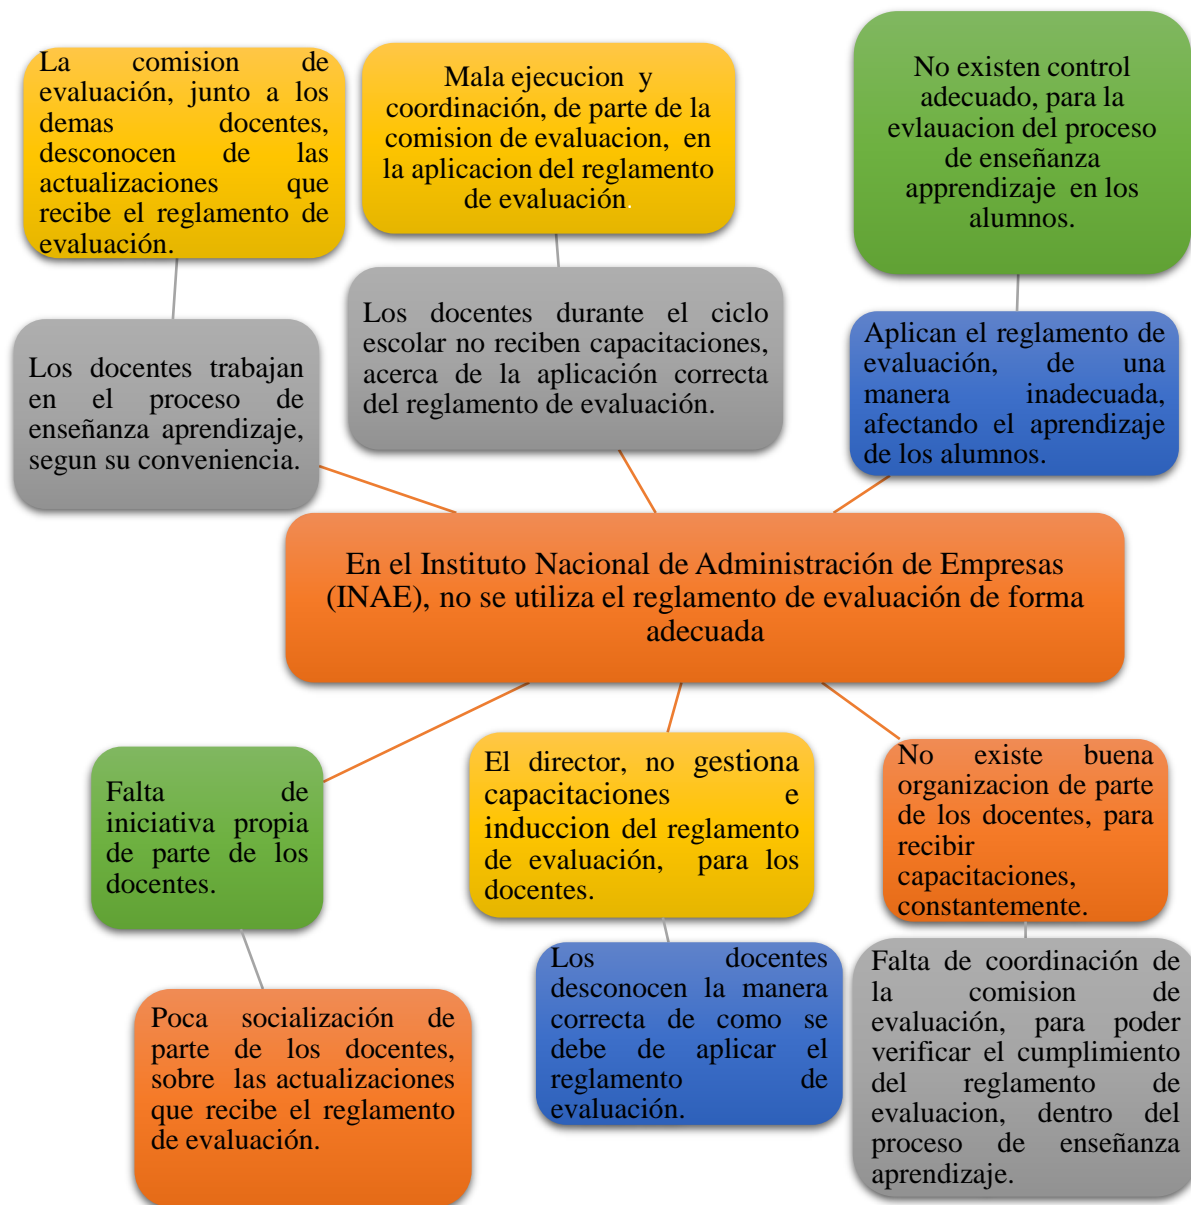 La comision de
evaluación, junto a los
demas docentes,
desconocen de las
actualizaciones que
recibe el reglamento de
evaluación.
Mala ejecucion y
coordinación, de parte de la
comision de evaluacion, en
la aplicacion del reglamento
de evaluación.
No existen control
adecuado, para la
evlauacion del proceso
de enseñanza
apprendizaje en los
alumnos.
Los docentes trabajan
en el proceso de
enseñanza aprendizaje,
segun su conveniencia.
Los docentes durante el ciclo
escolar no reciben capacitaciones,
acerca de la aplicación correcta
del reglamento de evaluación.
Aplican el reglamento de
evaluación, de una
manera inadecuada,
afectando el aprendizaje
de los alumnos.
En el Instituto Nacional de Administración de Empresas
(INAE), no se utiliza el reglamento de evaluación de forma
adecuada
Falta de
iniciativa propia
de parte de los
docentes.
El director, no gestiona
capacitaciones e
induccion del reglamento
de evaluación, para los
docentes.
No existe buena
organizacion de parte
de los docentes, para
recibir
capacitaciones,
constantemente.
Poca socialización de
parte de los docentes,
sobre las actualizaciones
que recibe el reglamento
de evaluación.
Los docentes
desconocen la manera
correcta de como se
debe de aplicar el
reglamento de
evaluación.
Falta de coordinación de
la comision de
evaluación, para poder
verificar el cumplimiento
del reglamento de
evaluacion, dentro del
proceso de enseñanza
aprendizaje.